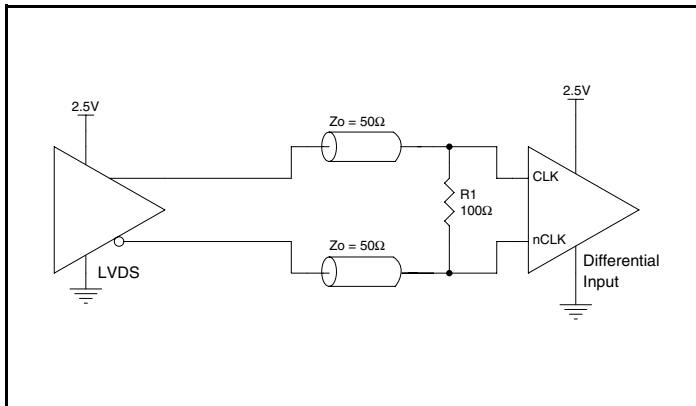 2.5V
2.5V
Zo = 50Ω
CLK
R1
100Ω
nCLK
Zo = 50Ω
LVDS
Differential
Input